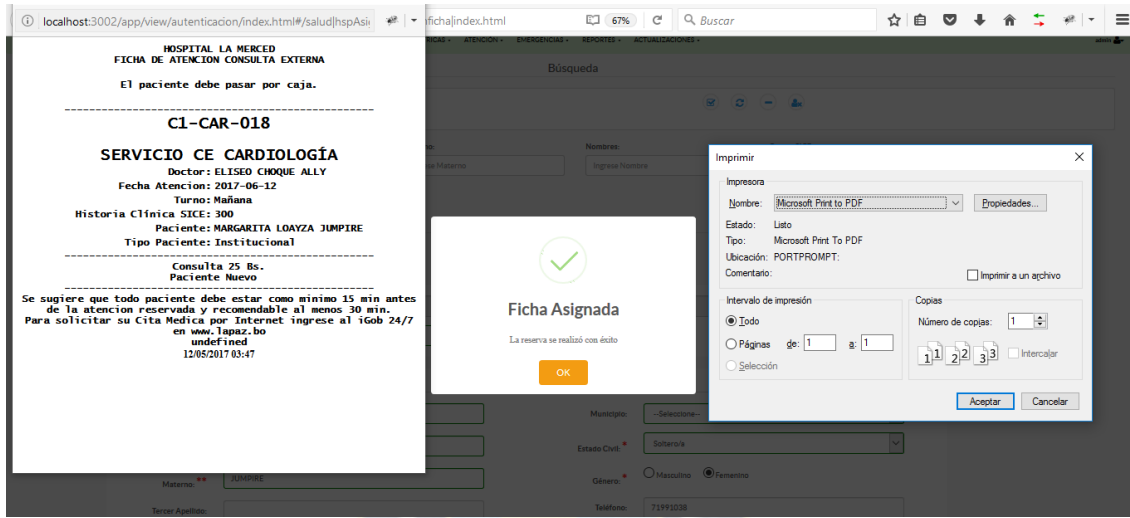 localhost:3002/app/view/autenticacion/index.html#/salud|hspAsi
nficha|index.html
67%
Buscar
HOSPITAL LA MERCED
FICHA DE ATENCION CONSULTA EXTERNA
El paciente debe pasar por caja.
C1-CAR-018
SERVICIO CE CARDIOLOGÍA
Doctor: ELISEO CHOQUE ALLY
Fecha Atencion: 2017-06-12
Turno: Mañana
Historia Clínica SICE: 300
Paciente: MARGARITA LOAYZA JUMPIRE
Tipo Paciente: Institucional
Consulta 25 Bs.
Paciente Nuevo
Se sugiere que todo paciente debe estar como minimo 15 min antes
de la atencion reservada y recomendable al menos 30 min.
Para solicitar su Cita Medica por Internet ingrese al iGob 24/7
en www.lapaz.bo
undefined
12/05/2017 03:47
ATENCIÓN
EMERGENCIAS
REPORTES
ACTUALIZACIONES
admin
Búsqueda
Nombres:
Materno
Ingrese Nombre
Ficha Asignada
La reserva se realizó con éxito
OK
Imprimir
Impresora
Nombre: Microsoft Print to PDF
Propiedades...
Estado: Listo
Tipo: Microsoft Print To PDF
Ubicación: PORTPROMPT:
Comentario:
Imprimir a un archivo
Intervalo de impresión
Todo
Páginas de: 1 a: 1
Selección
Copias
Número de copias: 1
1 1 2 2 3 3
Intercalar
Aceptar
Cancelar
Municipio: --Seleccione--
Estado Civil: * Soltero/a
Materno: ** JUMPIRE
Género: * Masculino Femenino
Tercer Apellido:
Teléfono: 71991038